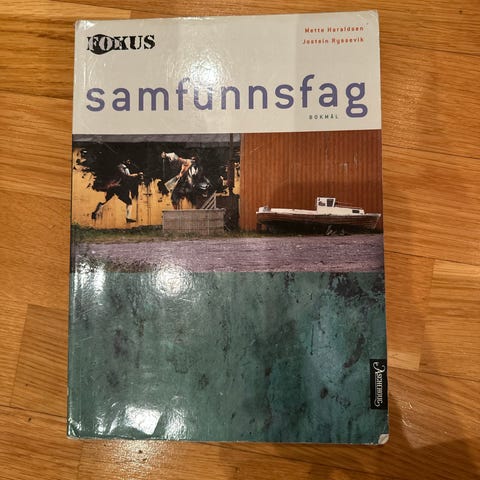 FOKUS
Mette Haraldsen
Jostein Ryssevik
samfunnsfag
BOKMÅL
ASCHEHOUG